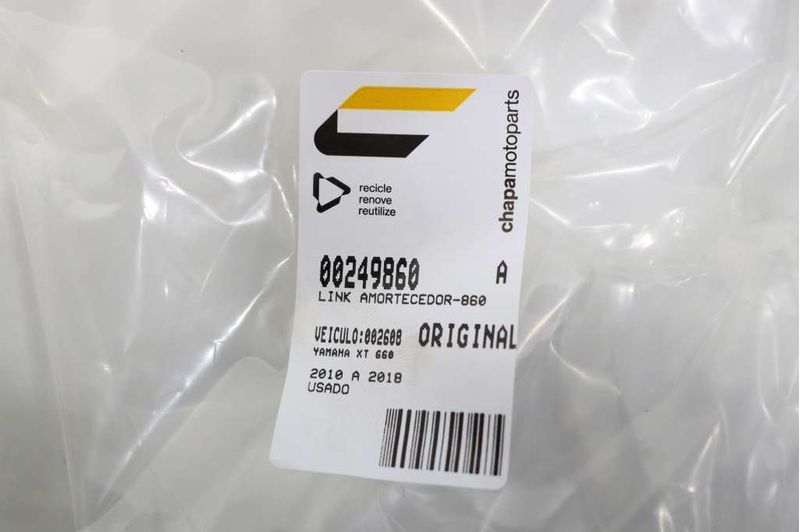 chapamotoparts
recicle
renove
reutilize
00249860 A
LINK AMORTECEDOR-860
VEICULO:002608 ORIGINAL
YAMAHA XT 660
2010 A 2018
USADO